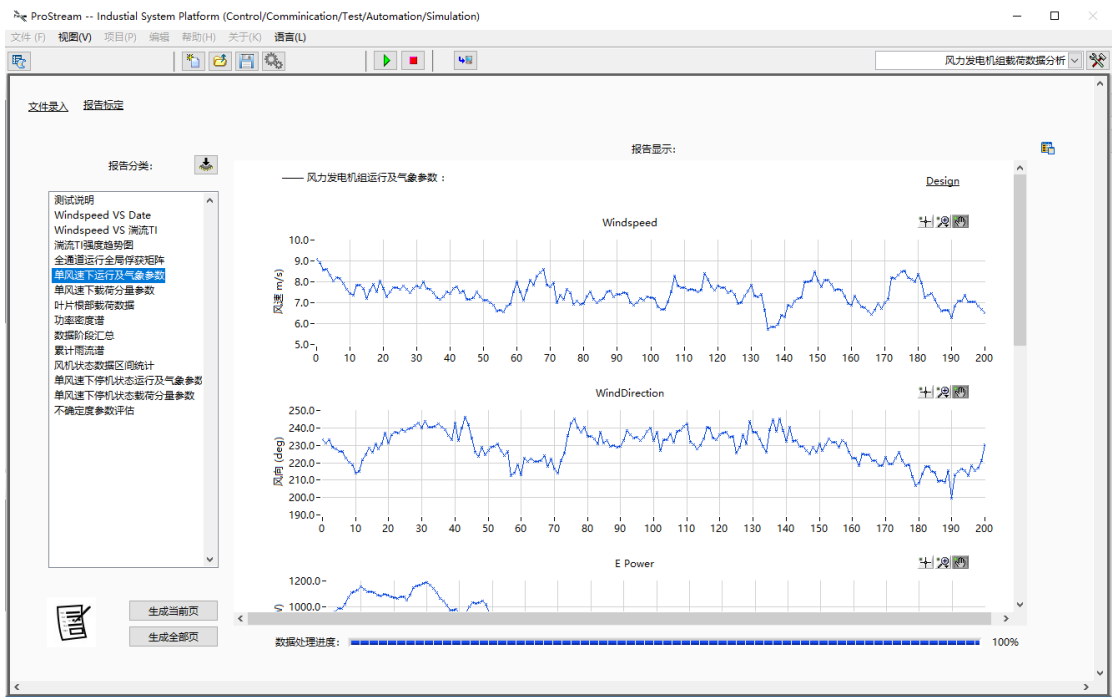 ProStream -- Industial System Platform (Control/Comminication/Test/Automation/Simulation)
文件 (F) 视图(V) 项目(P) 编辑 帮助(H) 关于(K) 语言(L)
风力发电机组载荷数据分析
文件录入 报告标定
报告分类:
报告显示:
测试说明
Windspeed VS Date
Windspeed VS 湍流TI
湍流TI强度趋势图
全通道运行全局俘获矩阵
单风速下运行及气象参数
单风速下载荷分量参数
叶片根部载荷数据
功率密度谱
数据阶段汇总
累计雨流谱
风机状态数据区间统计
单风速下停机状态运行及气象参数
单风速下停机状态载荷分量参数
不确定度参数评估
生成当前页
生成全部页
风力发电机组运行及气象参数 :
Design
Windspeed
风速 m/s)
10.0
9.0
8.0
7.0
6.0
5.0
0 10 20 30 40 50 60 70 80 90 100 110 120 130 140 150 160 170 180 190 200
WindDirection
风向 (deg)
250.0
240.0
230.0
220.0
210.0
200.0
190.0
0 10 20 30 40 50 60 70 80 90 100 110 120 130 140 150 160 170 180 190 200
E Power
1200.0
1000.0
数据处理进度: 100%